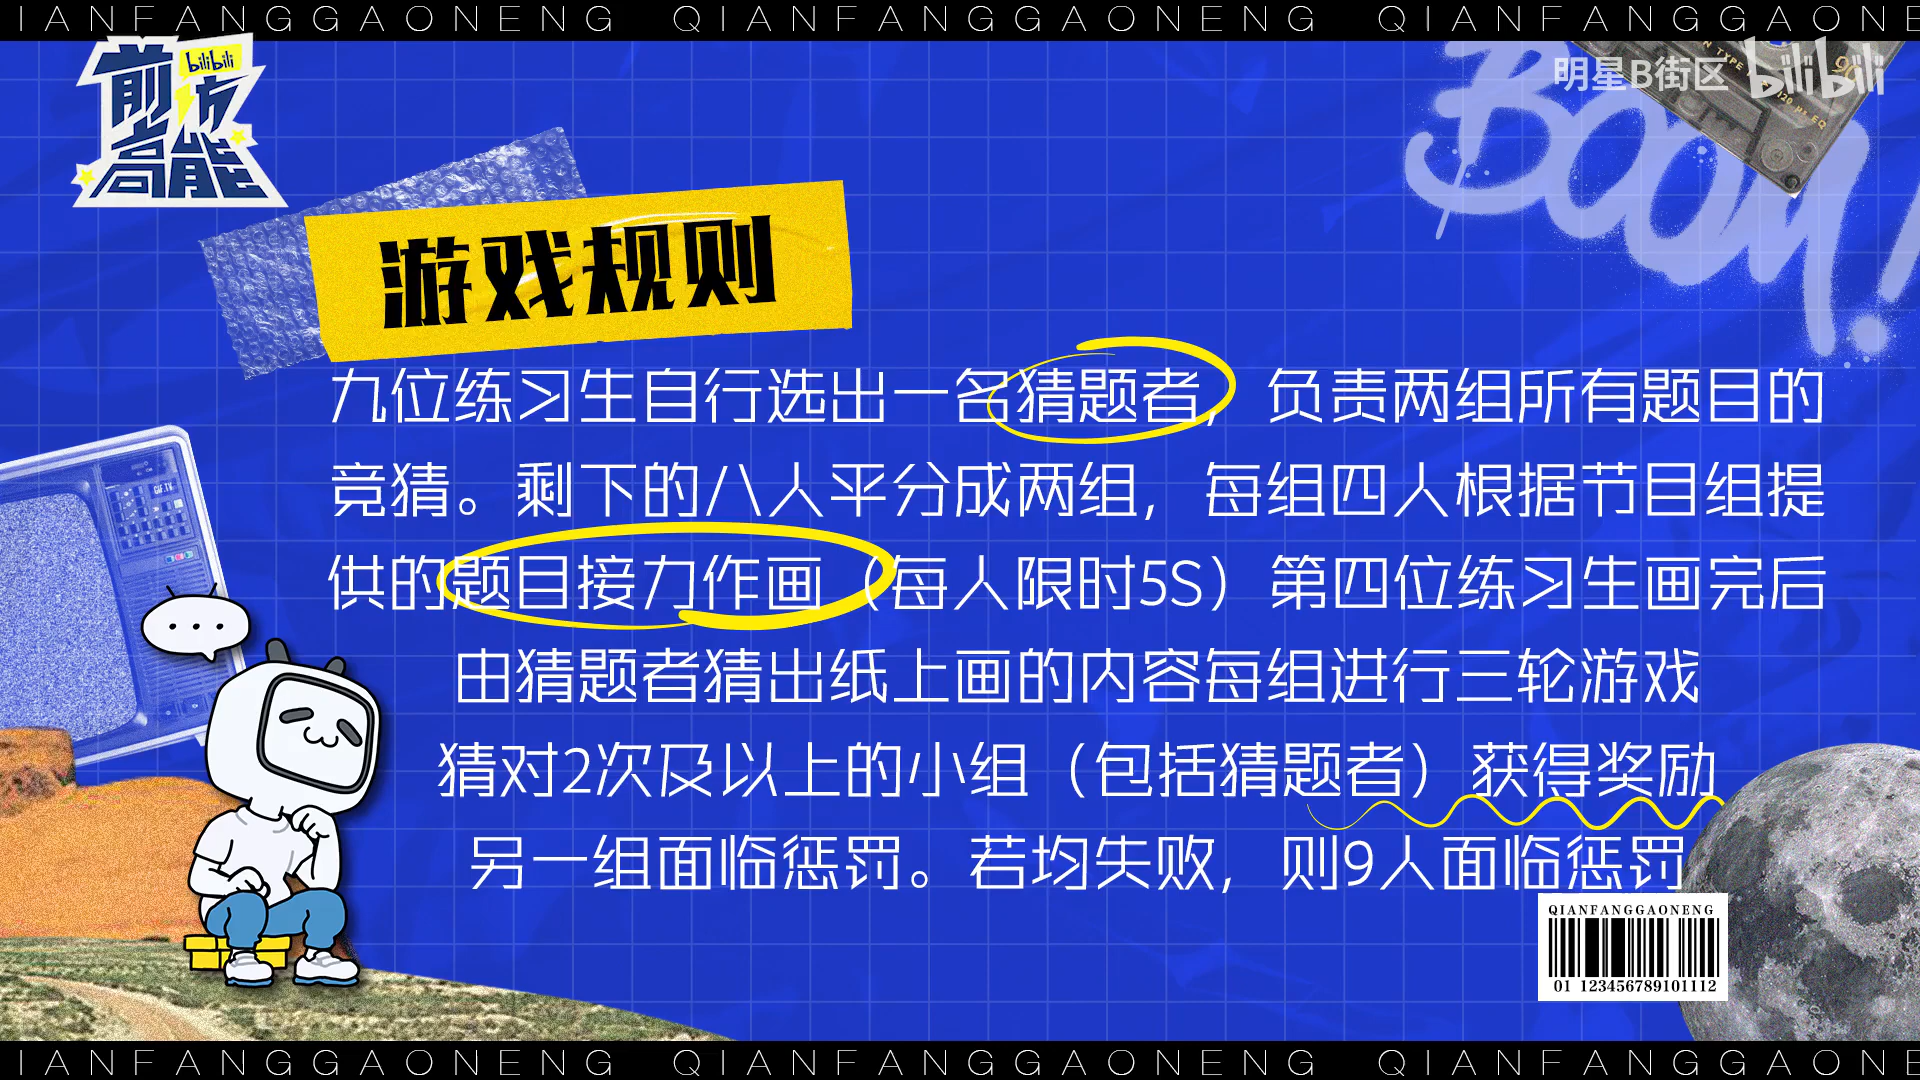 IANFANGGAONENG QIANFANGGAONENG QIANFANGGAONE
bilibili
前方高能
明星B街区 bilibili
90
BOOM!
游戏规则
九位练习生自行选出一名猜题者，负责两组所有题目的
竞猜。剩下的八人平分成两组，每组四人根据节目组提
供的题目接力作画（每人限时5S）第四位练习生画完后
由猜题者猜出纸上画的内容每组进行三轮游戏
猜对2次及以上的小组（包括猜题者）获得奖励
另一组面临惩罚。若均失败，则9人面临惩罚
QIANFANGGAONENG
01 123456789101112
IANFANGGAONENG QIANFANGGAONENG QIANFANGGAONE